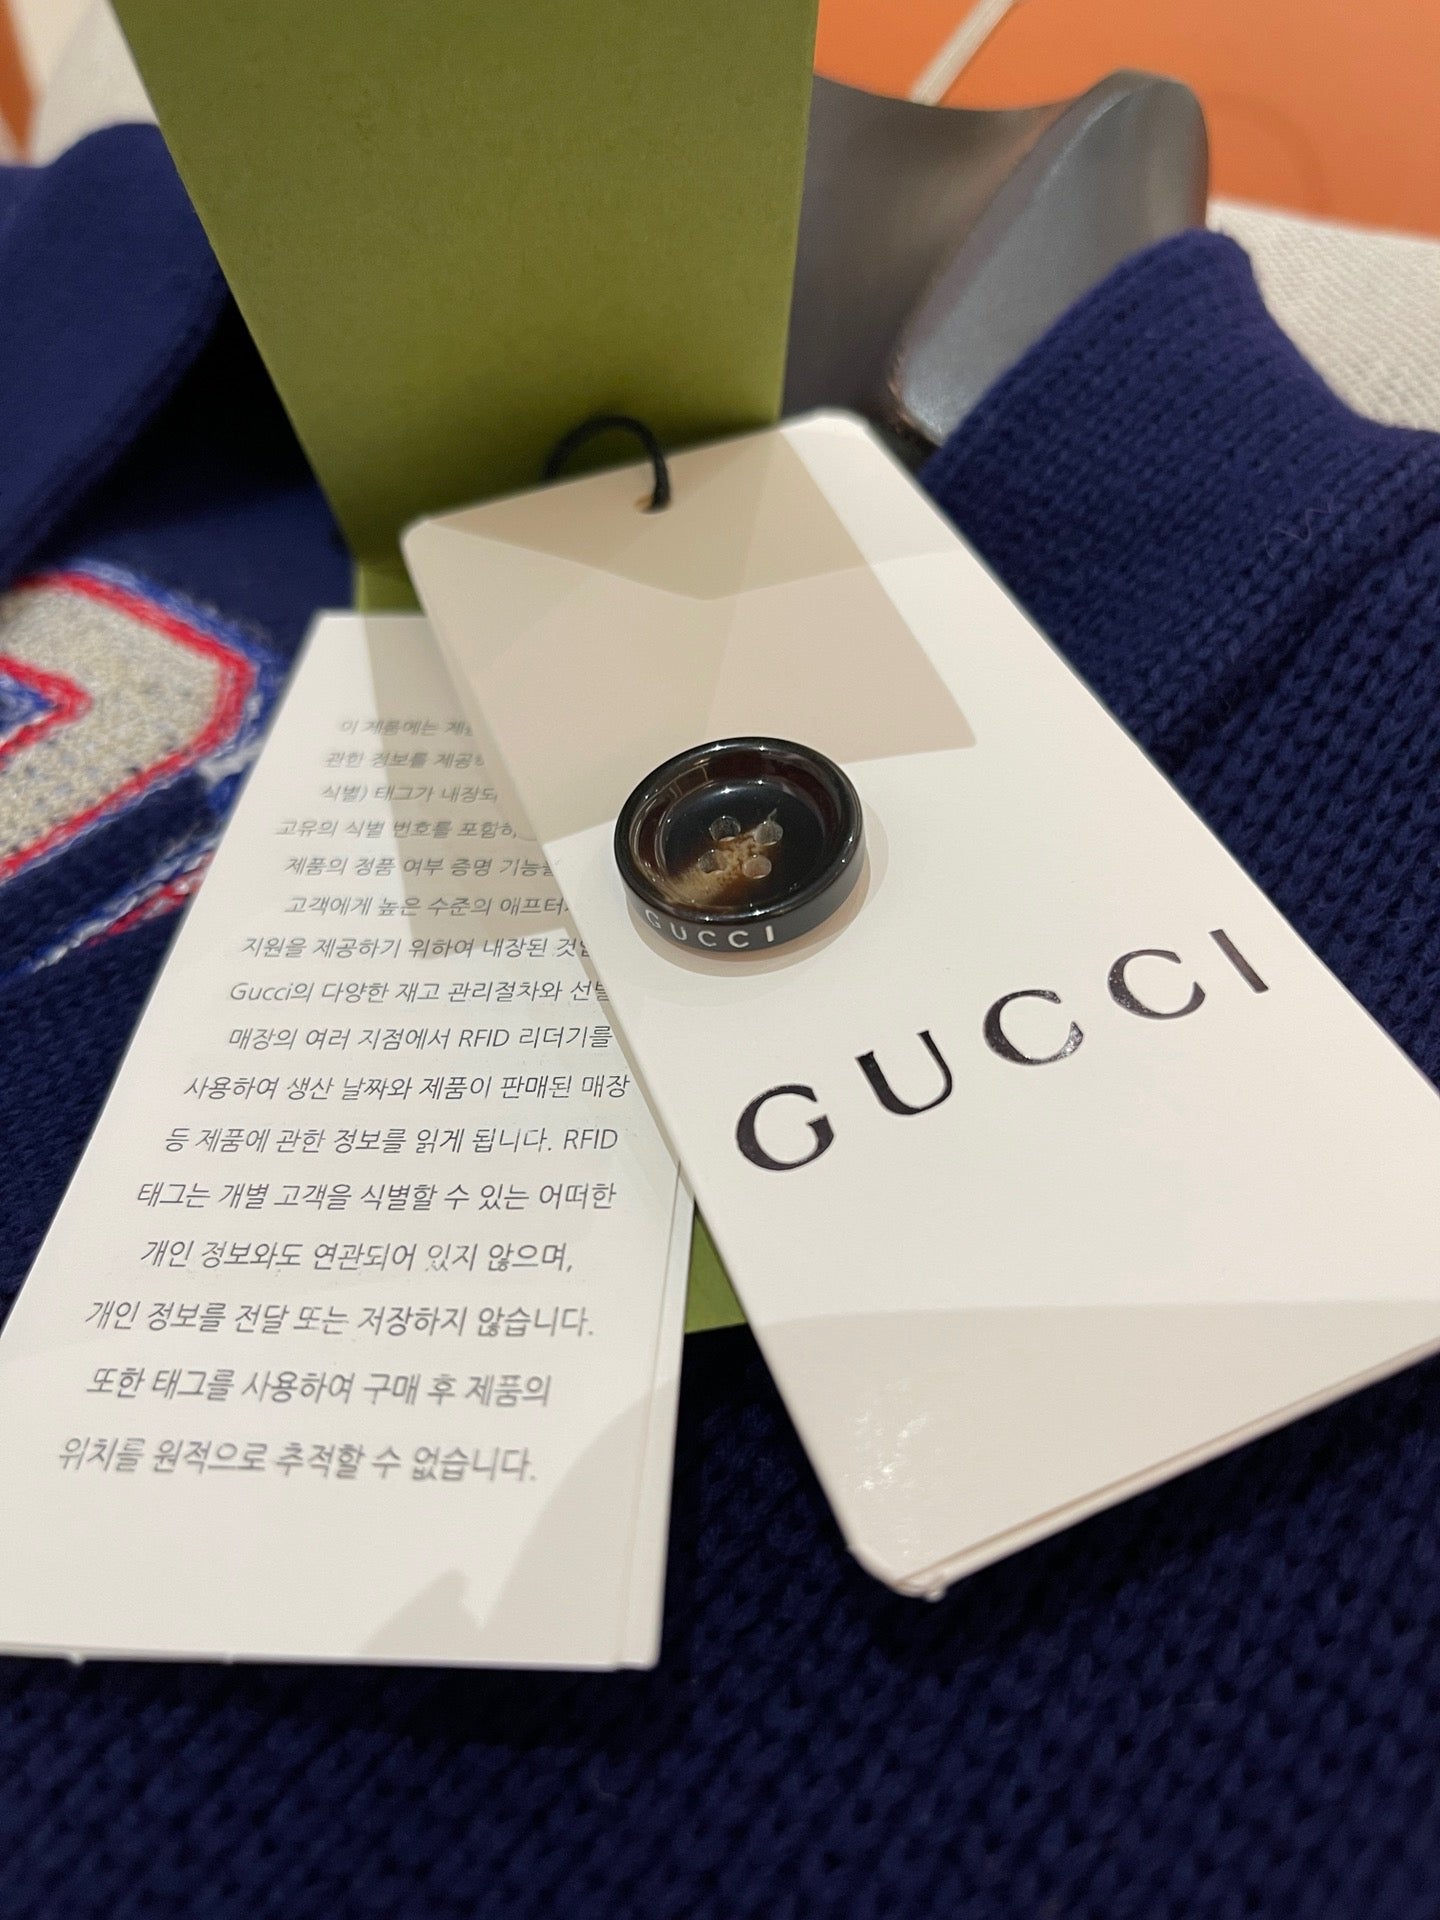 이 제품에는
관한 정보를 제공
식별) 태그가 내장되
고유의 식별 번호를 포함하
제품의 정품 여부 증명 기능을
고객에게 높은 수준의 애프터
지원을 제공하기 위하여 내장된
Gucci의 다양한 재고 관리절차와 선별
매장의 여러 지점에서 RFID 리더기를
사용하여 생산 날짜와 제품이 판매된 매장
등 제품에 관한 정보를 읽게 됩니다. RFID
태그는 개별 고객을 식별할 수 있는 어떠한
개인 정보와도 연관되어 있지 않으며,
개인 정보를 전달 또는 저장하지 않습니다.
또한 태그를 사용하여 구매 후 제품의
위치를 원적으로 추적할 수 없습니다.
GUCCI
GUCCI